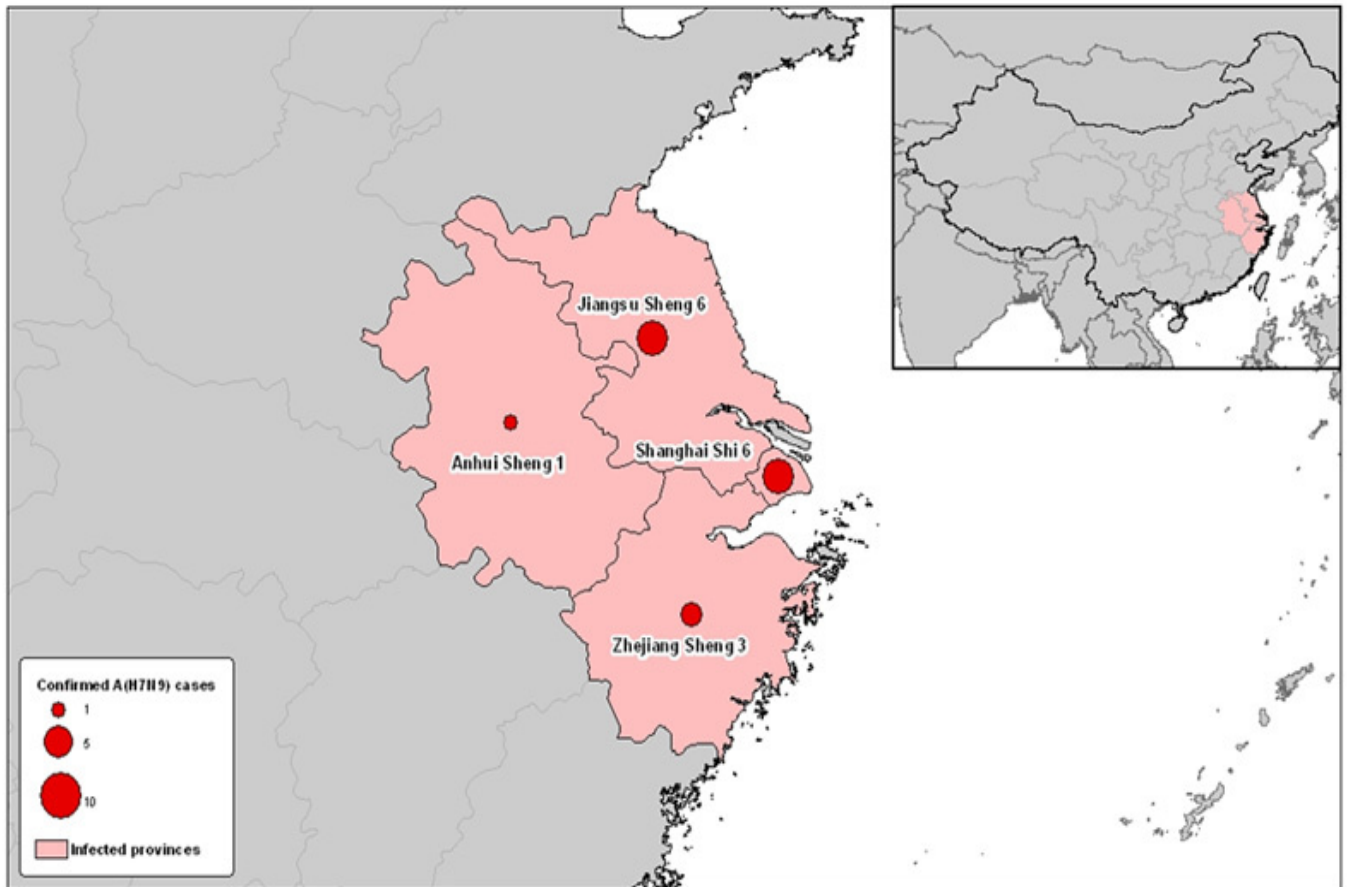 Jiangsu Sheng 6
Shanghai Shi 6
Anhui Sheng 1
Zhejiang Sheng 3
Confirmed A(H7N9) cases
1
5
10
Infected provinces